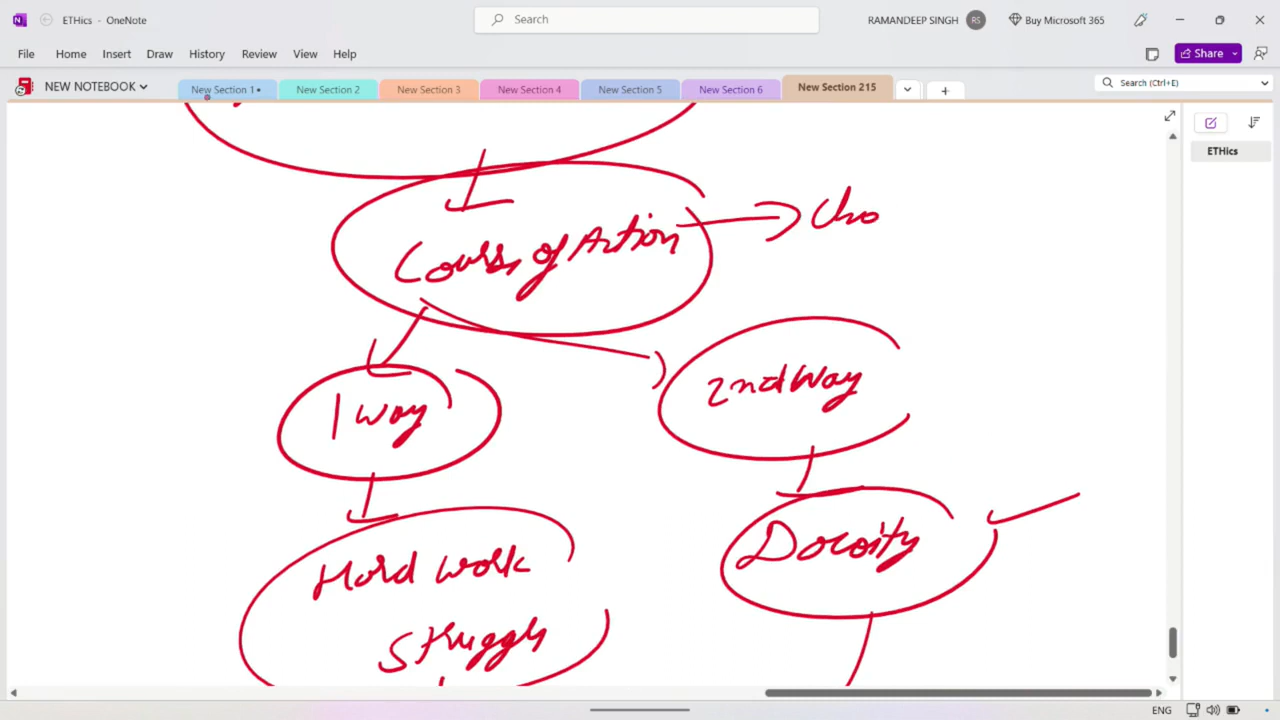 ETHics - OneNote
Search
RAMANDEEP SINGH
RS
Buy Microsoft 365
File Home Insert Draw History Review View Help
Share
NEW NOTEBOOK
New Section 1
New Section 2
New Section 3
New Section 4
New Section 5
New Section 6
New Section 215
Search (Ctrl+E)
ETHics
Cours of Action
Cho
1 way
2nd Way
Hard work
Struggle
Dacoity
ENG